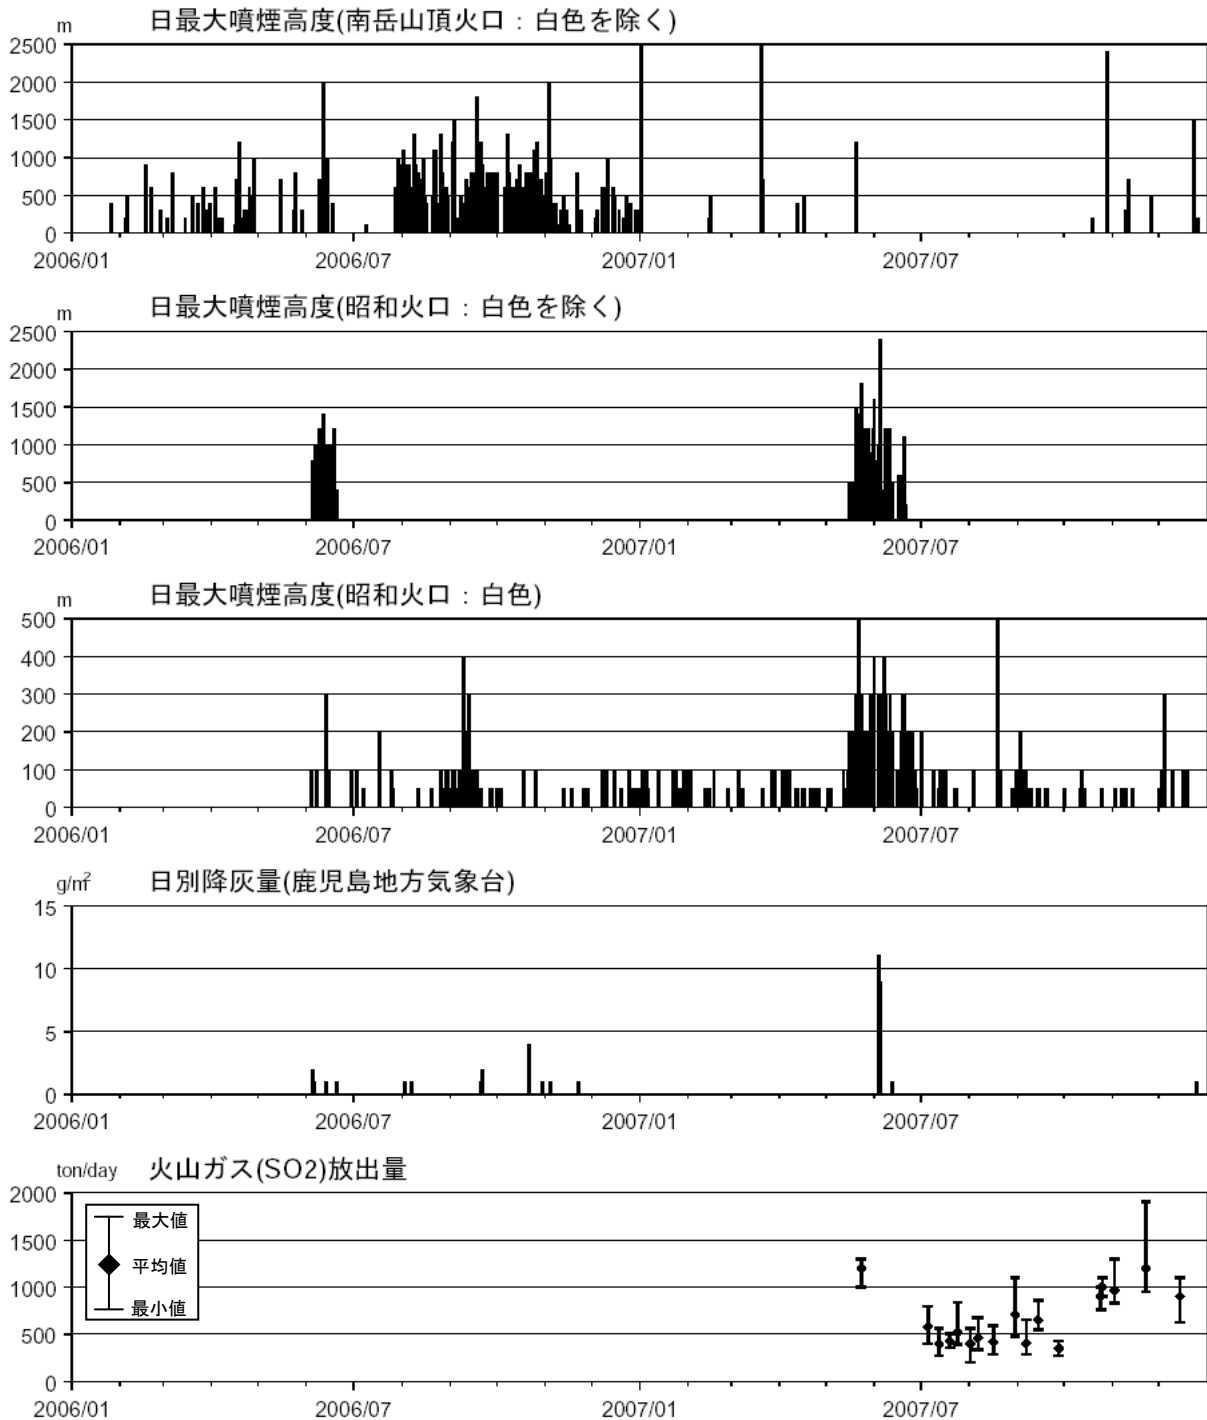 m 日最大噴煙高度(南岳山頂火口：白色を除く)
2500
2000
1500
1000
500
0
2006/01 2006/07 2007/01 2007/07
m 日最大噴煙高度(昭和火口：白色を除く)
2500
2000
1500
1000
500
0
2006/01 2006/07 2007/01 2007/07
m 日最大噴煙高度(昭和火口：白色)
500
400
300
200
100
0
2006/01 2006/07 2007/01 2007/07
g/㎡ 日別降灰量(鹿児島地方気象台)
15
10
5
0
2006/01 2006/07 2007/01 2007/07
ton/day 火山ガス(SO2)放出量
2000
1500
1000
500
0
最大値
平均値
最小値
2006/01 2006/07 2007/01 2007/07